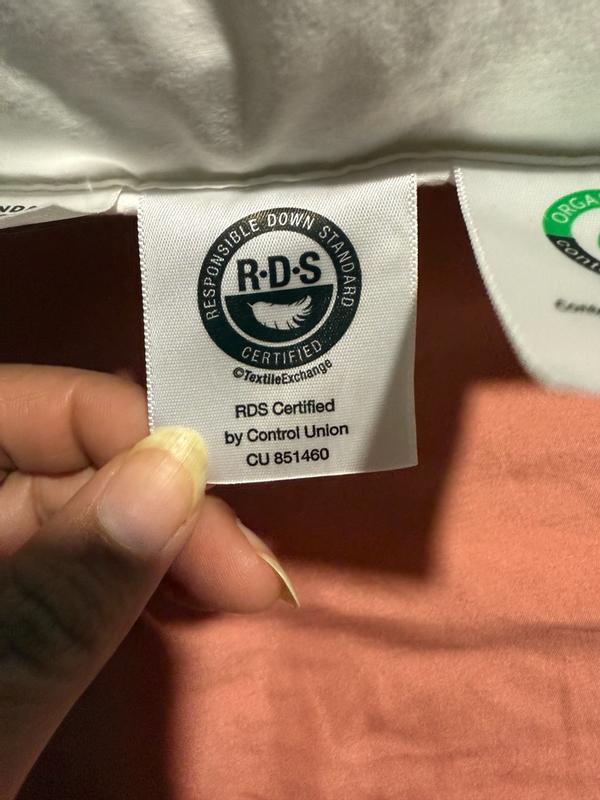 RESPONSIBLE DOWN STANDARD
R·D·S
CERTIFIED
©TextileExchange
RDS Certified
by Control Union
CU 851460